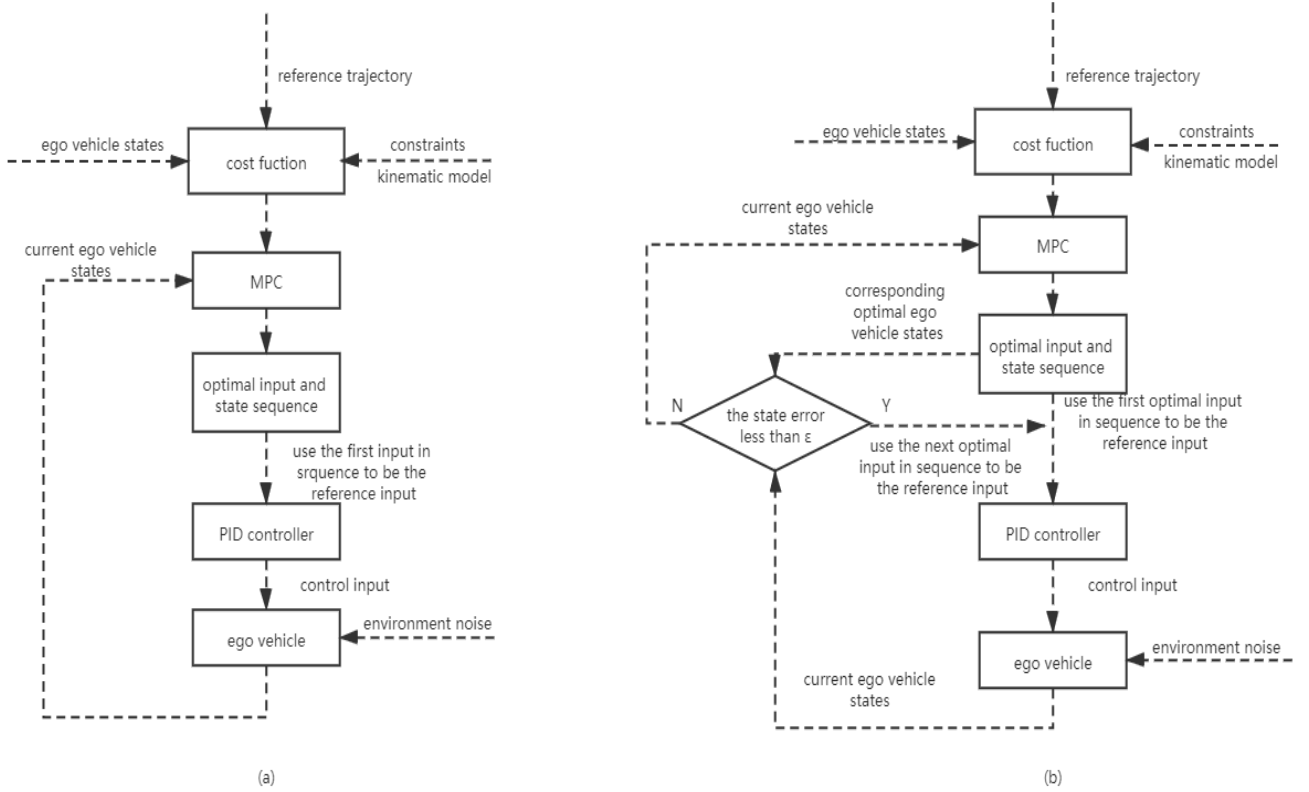 reference trajectory
ego vehicle states
cost fuction
constraints
kinematic model
current ego vehicle
states
MPC
optimal input and
state sequence
use the first input in
srquence to be the
reference input
PID controller
control input
ego vehicle
environment noise
(a)
reference trajectory
ego vehicle states
cost fuction
constraints
kinematic model
current ego vehicle
states
MPC
corresponding
optimal ego
vehicle states
optimal input and
state sequence
N
the state error
less than ε
Y
use the first optimal input
in sequence to be the
reference input
use the next optimal
input in sequence to be
the reference input
PID controller
control input
ego vehicle
environment noise
current ego vehicle
states
(b)